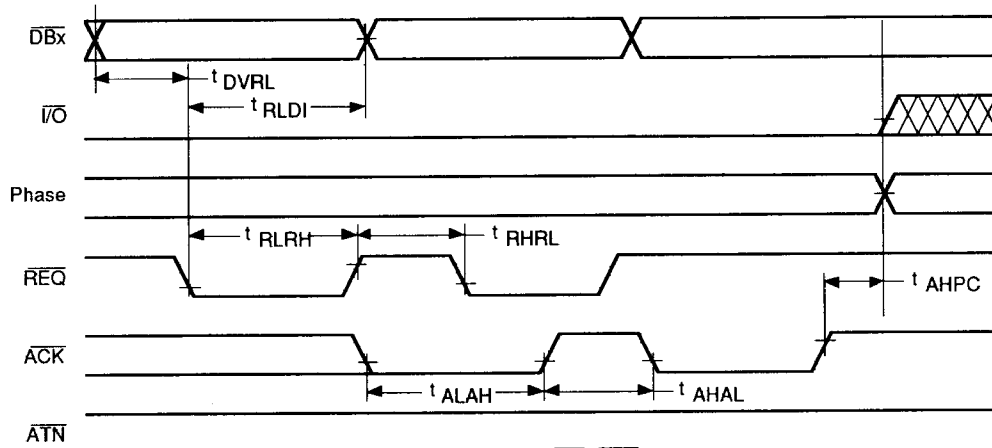 DBx
t DVRL
t RLDI
I/O
Phase
t RLRH
t RHRL
REQ
t AHPC
ACK
t ALAH
t AHAL
ATN